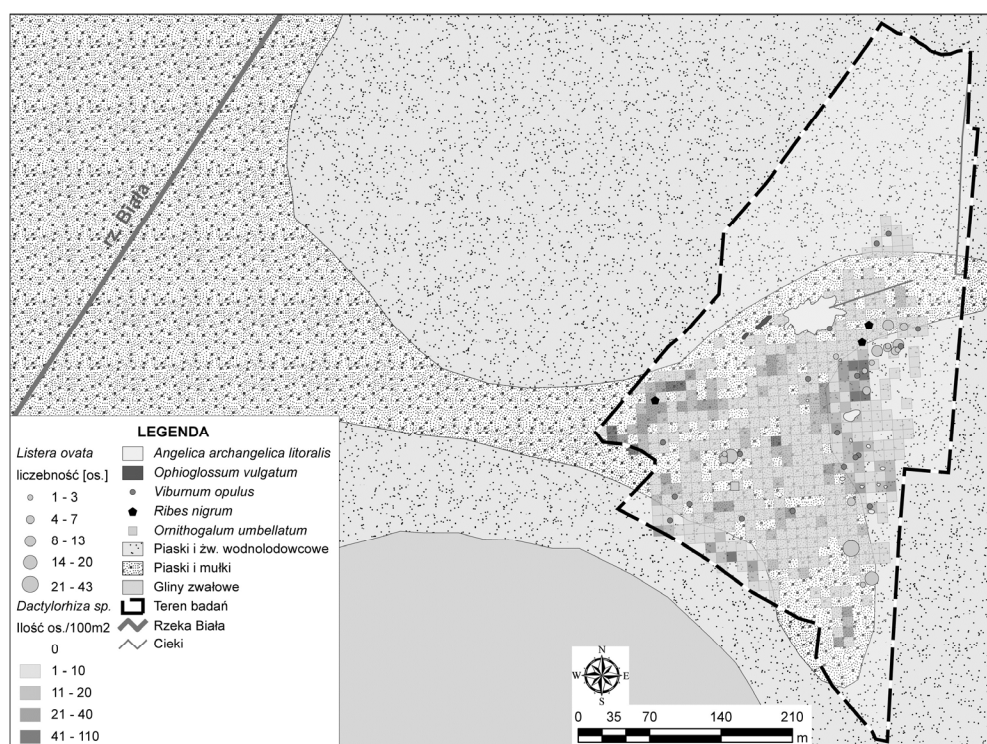 rz. Biała
LEGENDA
Listera ovata
liczebność [os.]
1 - 3
4 - 7
8 - 13
14 - 20
21 - 43
Dactylorhiza sp.
Ilość os./100m2
0
1 - 10
11 - 20
21 - 40
41 - 110
Angelica archangelica litoralis
Ophioglossum vulgatum
Viburnum opulus
Ribes nigrum
Ornithogalum umbellatum
Piaski i żw. wodnolodowcowe
Piaski i mułki
Gliny zwałowe
Teren badań
Rzeka Biała
Cieki
N
W E
S
0 35 70 140 210
m